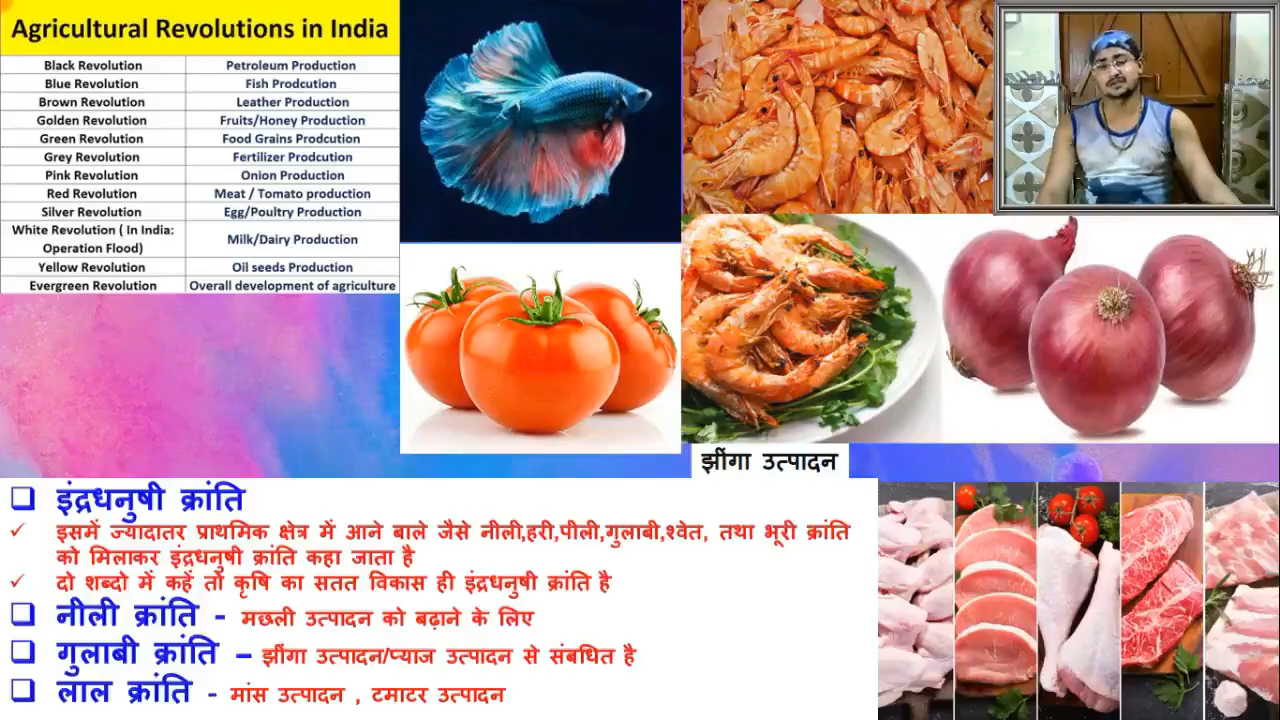 Agricultural Revolutions in India
Black Revolution Petroleum Production
Blue Revolution Fish Prodcution
Brown Revolution Leather Production
Golden Revolution Fruits/Honey Production
Green Revolution Food Grains Prodcution
Grey Revolution Fertilizer Prodcution
Pink Revolution Onion Production
Red Revolution Meat / Tomato production
Silver Revolution Egg/Poultry Production
White Revolution ( In India:
Operation Flood) Milk/Dairy Production
Yellow Revolution Oil seeds Production
Evergreen Revolution Overall development of agriculture
झींगा उत्पादन
इंद्रधनुषी क्रांति
इसमें ज्यादातर प्राथमिक क्षेत्र में आने बाले जैसे नीली,हरी,पीली,गुलाबी,श्वेत, तथा भूरी क्रांति
को मिलाकर इंद्रधनुषी क्रांति कहा जाता है
दो शब्दो में कहें तो कृषि का सतत विकास ही इंद्रधनुषी क्रांति है
नीली क्रांति - मछली उत्पादन को बढ़ाने के लिए
गुलाबी क्रांति – झींगा उत्पादन/प्याज उत्पादन से संबधित है
लाल क्रांति - मांस उत्पादन , टमाटर उत्पादन